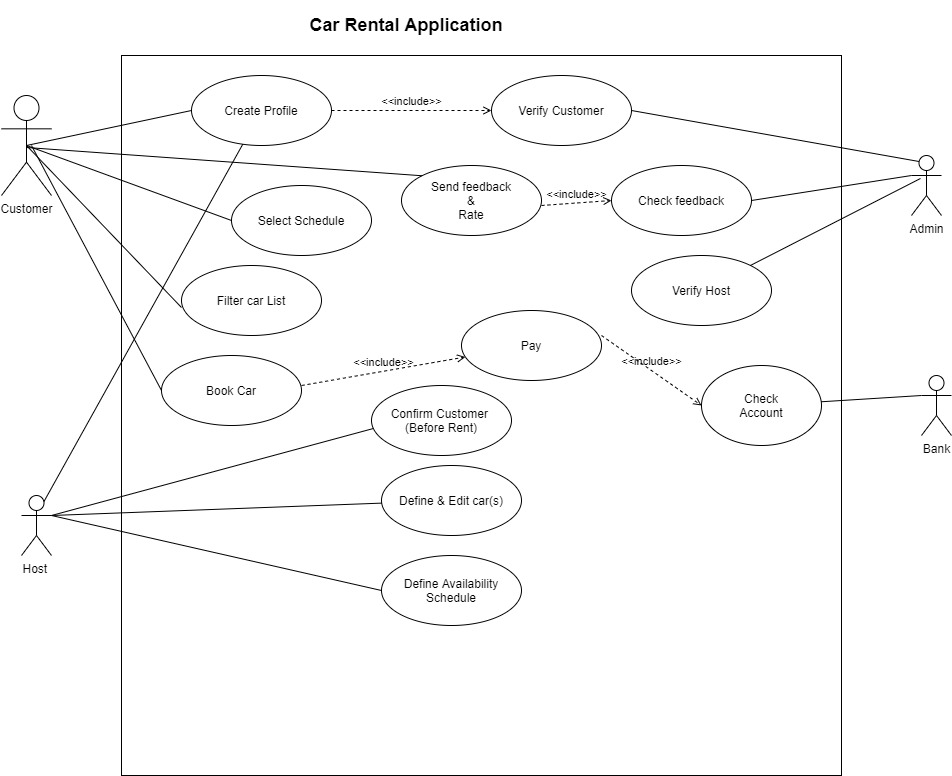 Car Rental Application
Create Profile
<<include>>
Verify Customer
Customer
Send feedback
&
Rate
<<include>>
Check feedback
Admin
Select Schedule
Filter car List
Verify Host
Pay
<<include>>
<<include>>
Book Car
Check
Account
Confirm Customer
(Before Rent)
Bank
Define & Edit car(s)
Host
Define Availability
Schedule